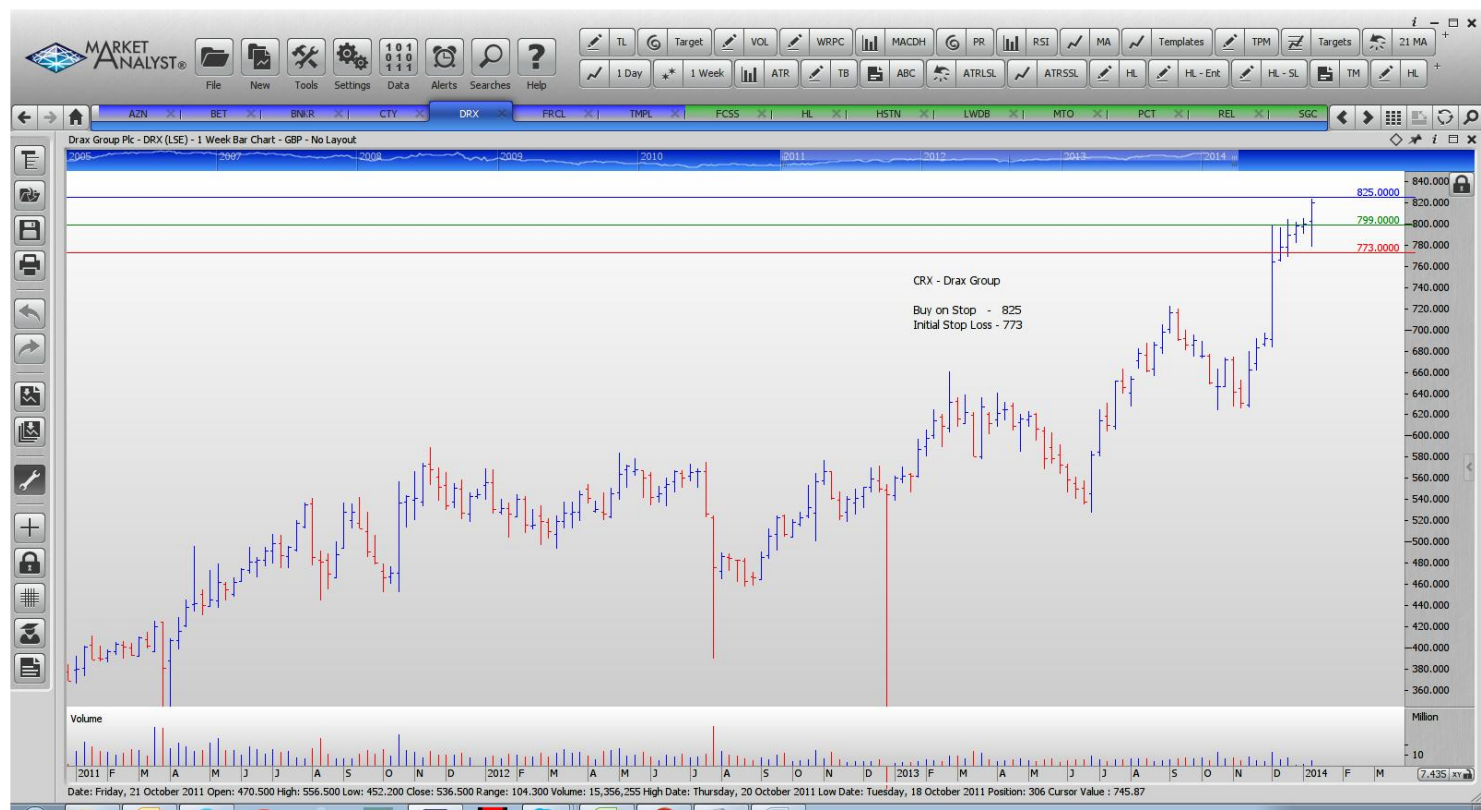 MARKET ANALYST®
File New Tools Settings Data Alerts Searches Help
TL Target VOL WRPC MACDH PR RSI MA Templates TPM Targets 21 MA
1 Day 1 Week ATR TB ABC ATRLSL ATRSSL HL HL - Ent HL - SL TM HL
AZN BET BNKR CTY DRX FRCL TMPL FCSS HL HSTN LWDB MTO PCT REL SGC
Drax Group Plc - DRX (LSE) - 1 Week Bar Chart - GBP - No Layout
2005 2007 2008 2009 2010 2011 2012 2013 2014
840.000
825.0000
820.000
799.0000
800.000
780.000
773.0000
760.000
740.000
720.000
700.000
680.000
660.000
640.000
620.000
600.000
580.000
560.000
540.000
520.000
500.000
480.000
460.000
440.000
420.000
400.000
380.000
360.000
CRX - Drax Group
Buy on Stop - 825
Initial Stop Loss - 773
Volume
Million
10
2011 F M A M J J A S O N D 2012 F M A M J J A S O N D 2013 F M A M J J A S O N D 2014 F M
7.435 XY
Date: Friday, 21 October 2011 Open: 470.500 High: 556.500 Low: 452.200 Close: 536.500 Range: 104.300 Volume: 15,356,255 High Date: Thursday, 20 October 2011 Low Date: Tuesday, 18 October 2011 Position: 306 Cursor Value : 745.87